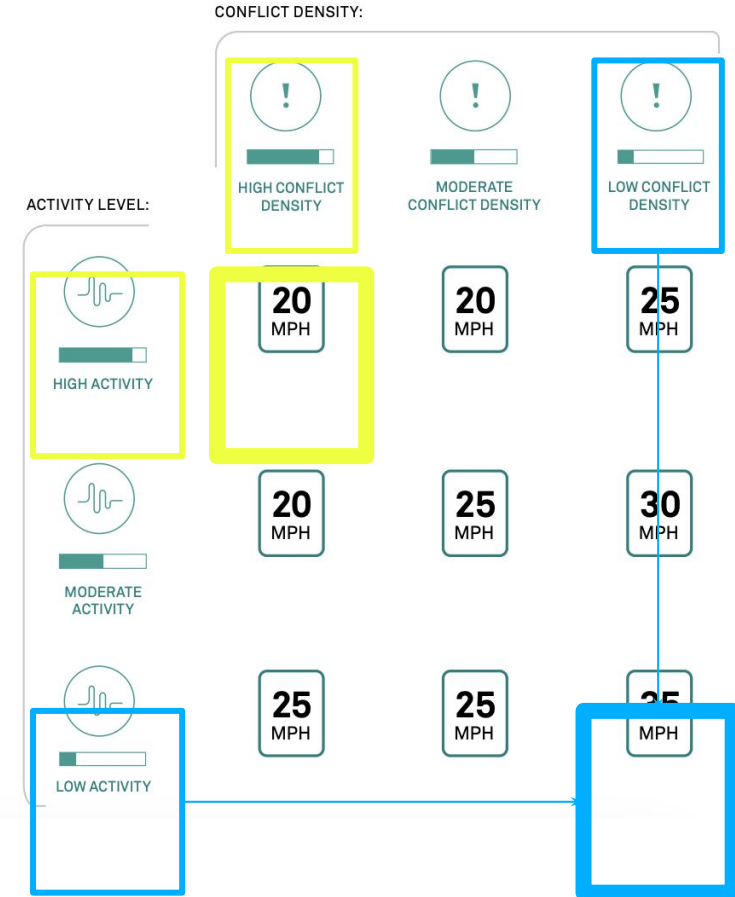 CONFLICT DENSITY:
!
!
!
HIGH CONFLICT
DENSITY
MODERATE
CONFLICT DENSITY
LOW CONFLICT
DENSITY
ACTIVITY LEVEL:
20
MPH
20
MPH
25
MPH
HIGH ACTIVITY
20
MPH
25
MPH
30
MPH
MODERATE
ACTIVITY
25
MPH
25
MPH
35
MPH
LOW ACTIVITY